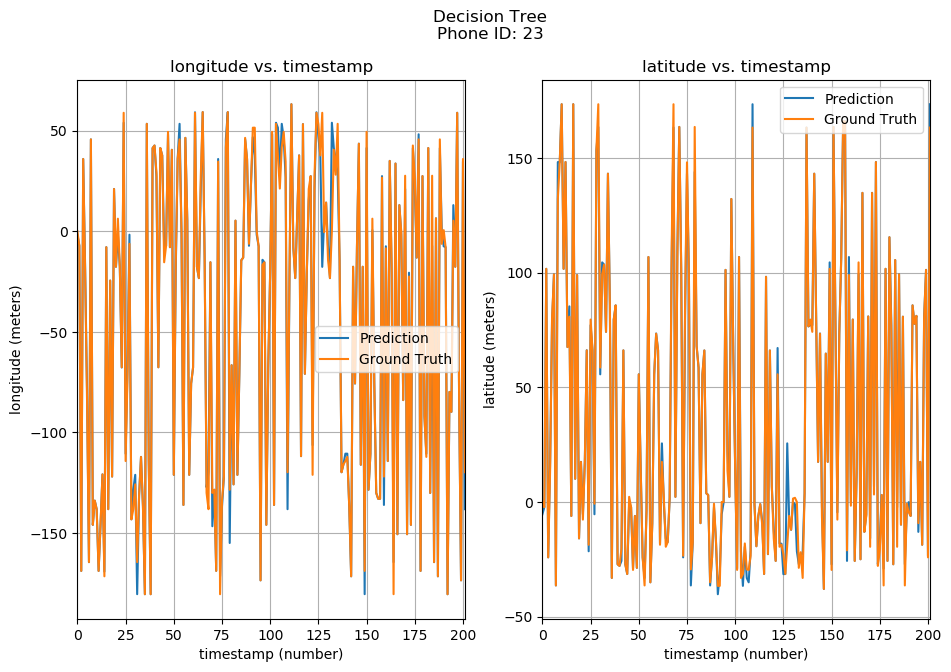 Decision Tree
Phone ID: 23
longitude vs. timestamp
longitude (meters)
50
0
−50
−100
−150
Prediction
Ground Truth
0
25
50
75
100
125
150
175
200
timestamp (number)
latitude vs. timestamp
latitude (meters)
150
100
50
0
−50
Prediction
Ground Truth
0
25
50
75
100
125
150
175
200
timestamp (number)